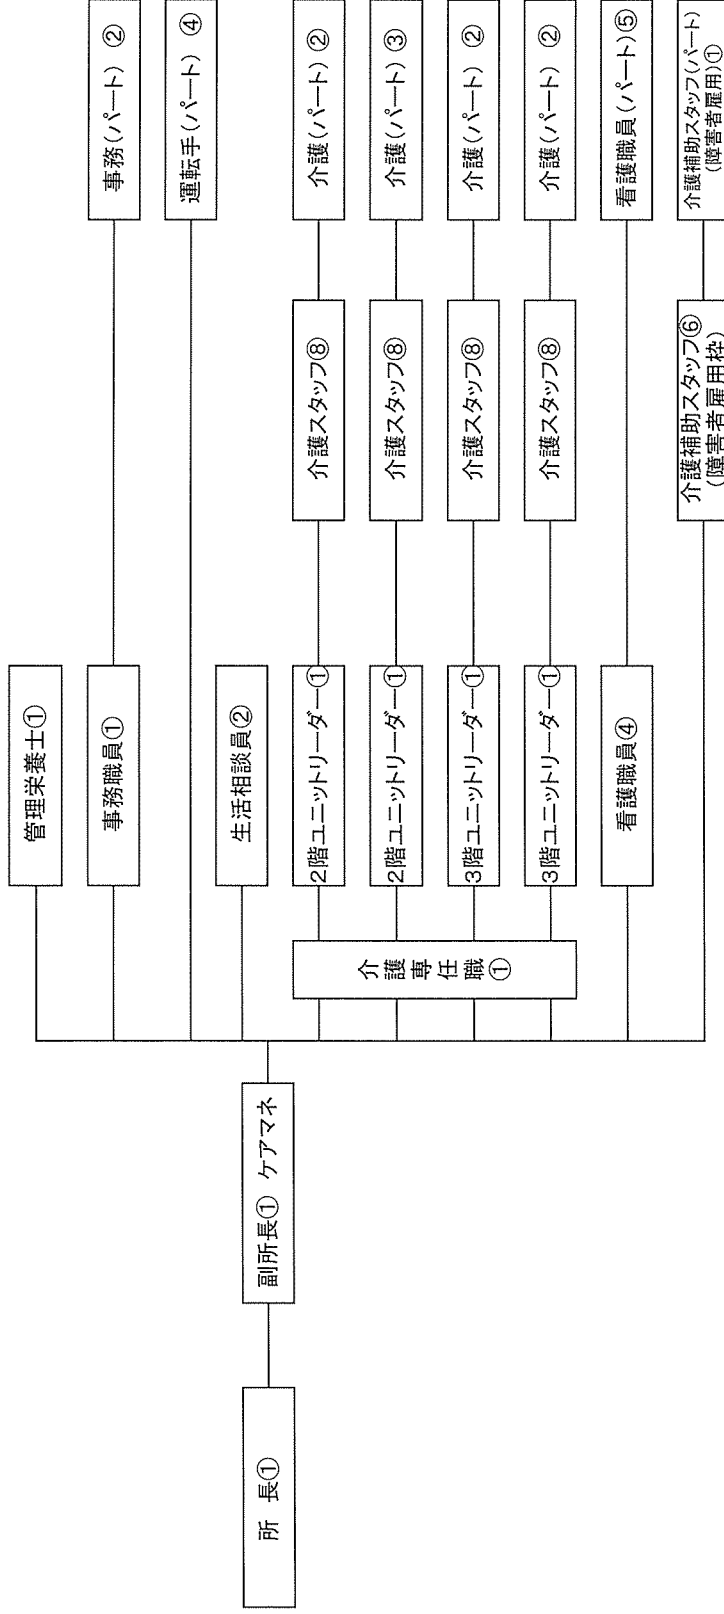 所 長①
副所長① ケアマネ
管理栄養士①
事務職員①
事務(パート) ②
運転手(パート) ④
生活相談員②
介護専任職①
2階ユニットリーダー①
介護スタッフ⑧
介護(パート) ②
2階ユニットリーダー①
介護スタッフ⑧
介護(パート) ③
3階ユニットリーダー①
介護スタッフ⑧
介護(パート) ②
3階ユニットリーダー①
介護スタッフ⑧
介護(パート) ②
看護職員④
看護職員(パート)⑤
介護補助スタッフ⑥
(障害者雇用枠)
介護補助スタッフ(パート)
(障害者雇用)①